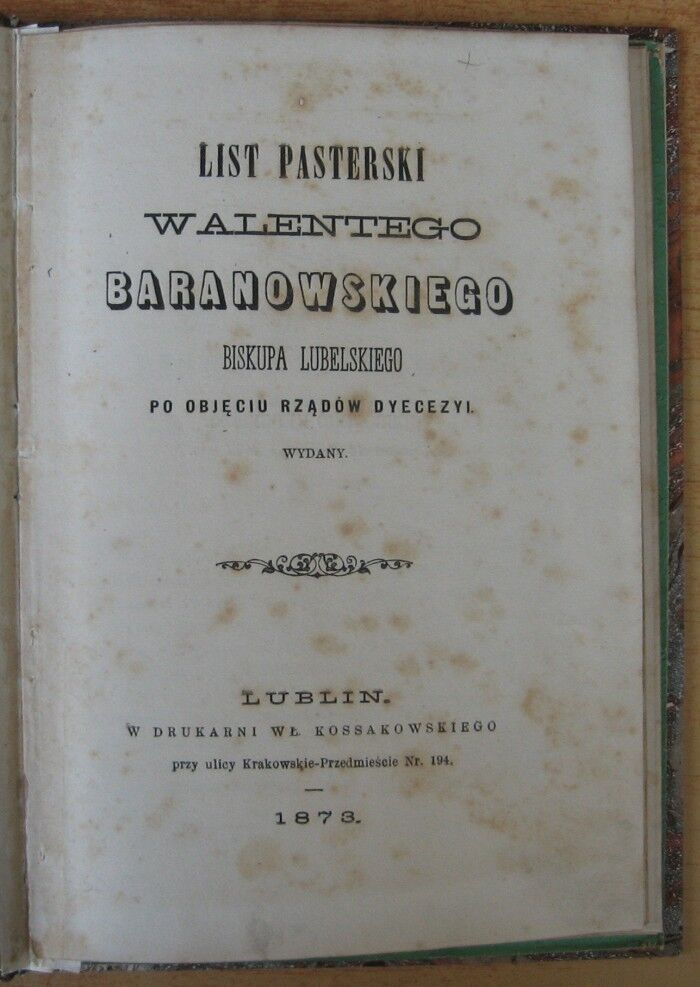 LIST PASTERSKI
WALENTEGO
BARANOWSKIEGO
BISKUPA LUBELSKIEGO
PO OBJĘCIU RZĄDÓW DYECEZYI.
WYDANY.
LUBLIN.
W DRUKARNI WŁ. KOSSAKOWSKIEGO
przy ulicy Krakowskie-Przedmieście Nr. 194.
1873.